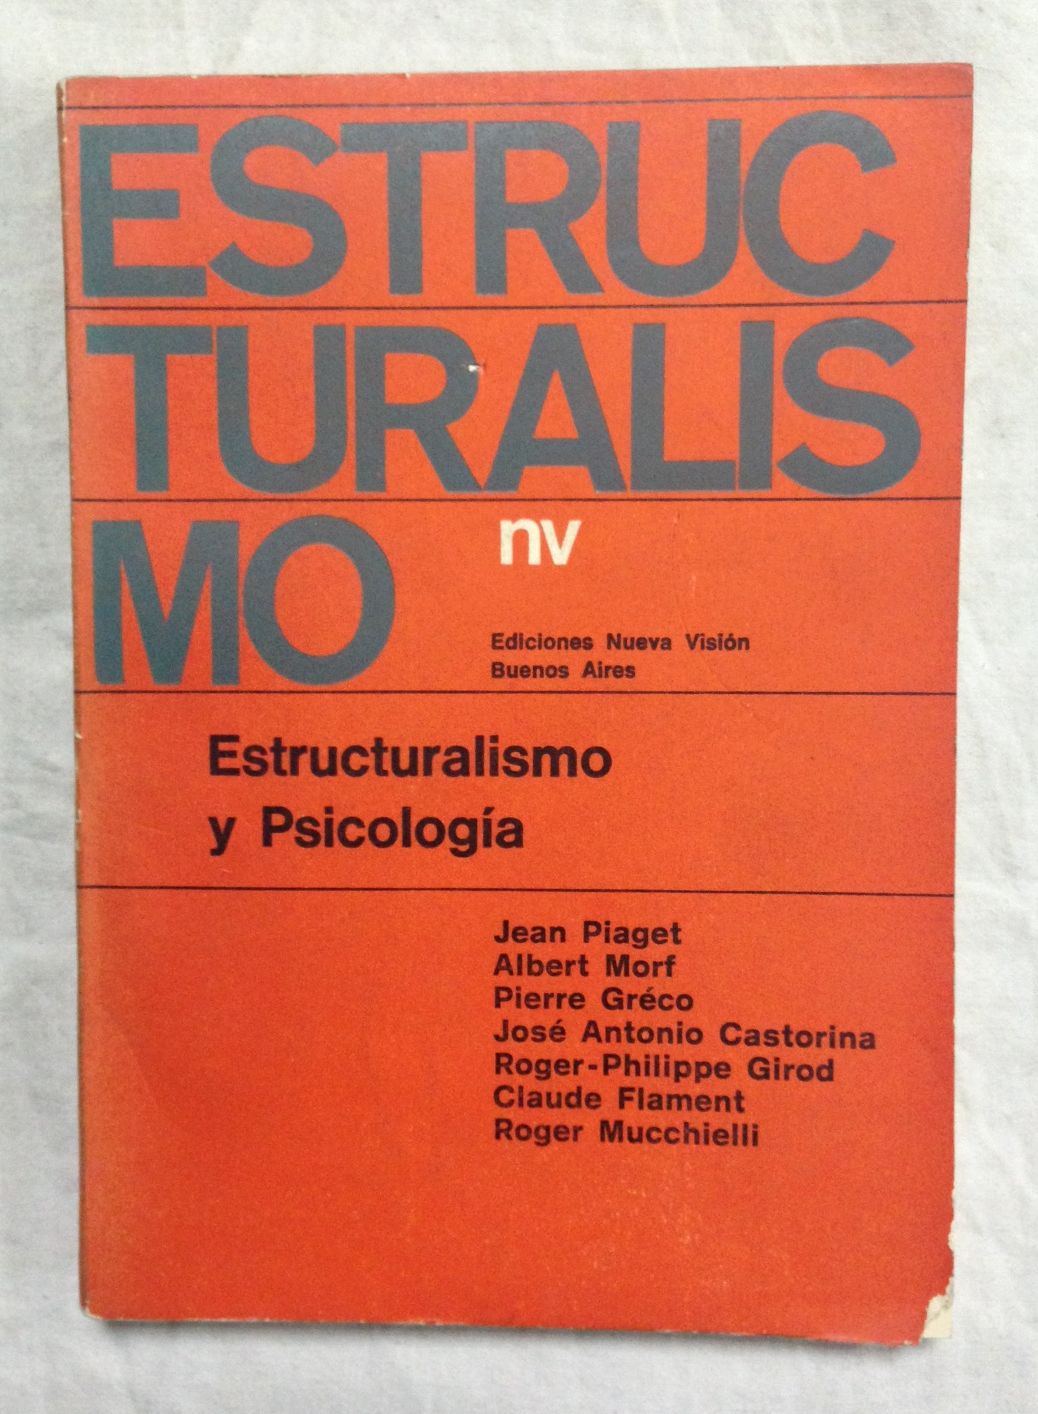 ESTRUC
TURALIS
MO
nv
Ediciones Nueva Visión
Buenos Aires
Estructuralismo
y Psicología
Jean Piaget
Albert Morf
Pierre Gréco
José Antonio Castorina
Roger-Philippe Girod
Claude Flament
Roger Mucchielli